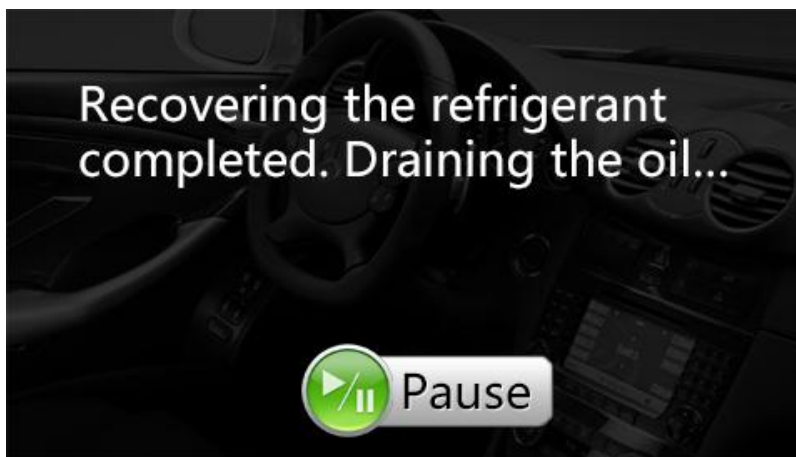 Recovering the refrigerant
completed. Draining the oil...
Pause